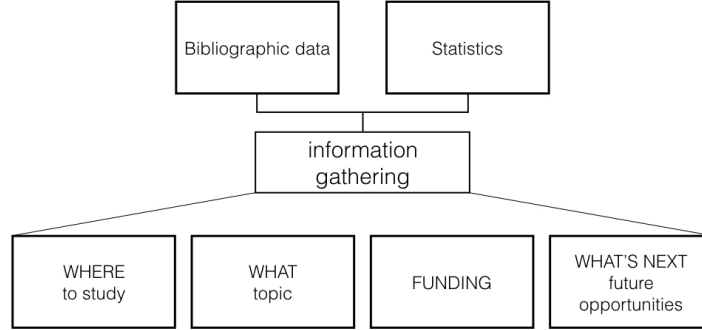 Bibliographic data
Statistics
information
gathering
WHERE
to study
WHAT
topic
FUNDING
WHAT'S NEXT
future
opportunities